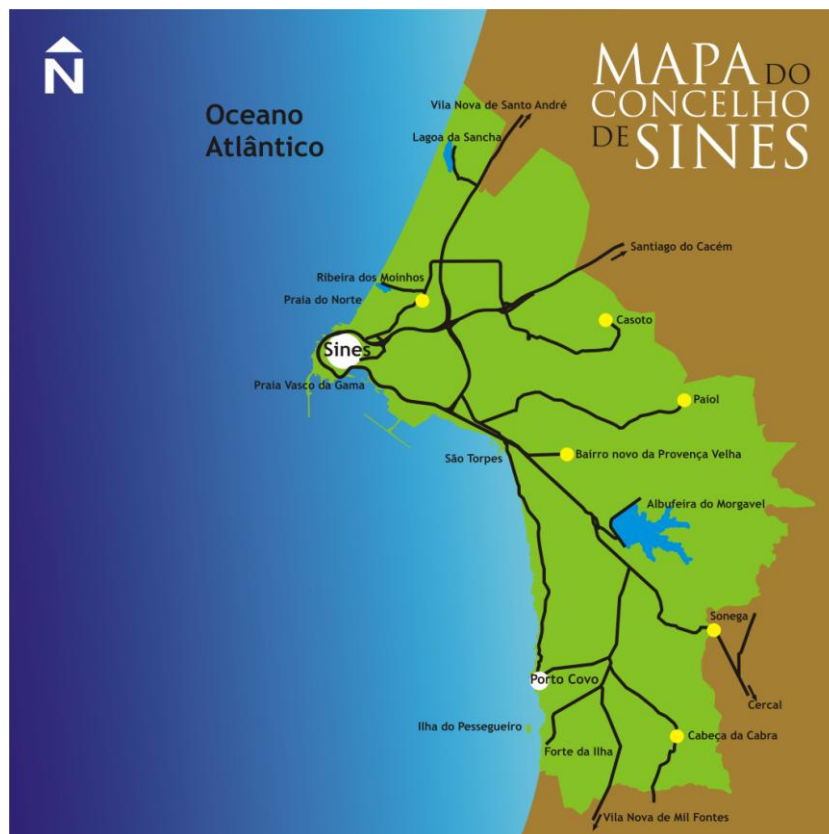 N
MAPA DO
CONCELHO
DE SINES
Oceano
Atlântico
Vila Nova de Santo André
Lagoa da Sancha
Santiago do Cacém
Ribeira dos Moinhos
Praia do Norte
Casoto
Sines
Praia Vasco da Gama
Paiol
São Torpes
Bairro novo da Provença Velha
Albufeira do Morgavel
Sonega
Porto Covo
Cercal
Ilha do Pessegueiro
Cabeça da Cabra
Forte da Ilha
Vila Nova de Mil Fontes